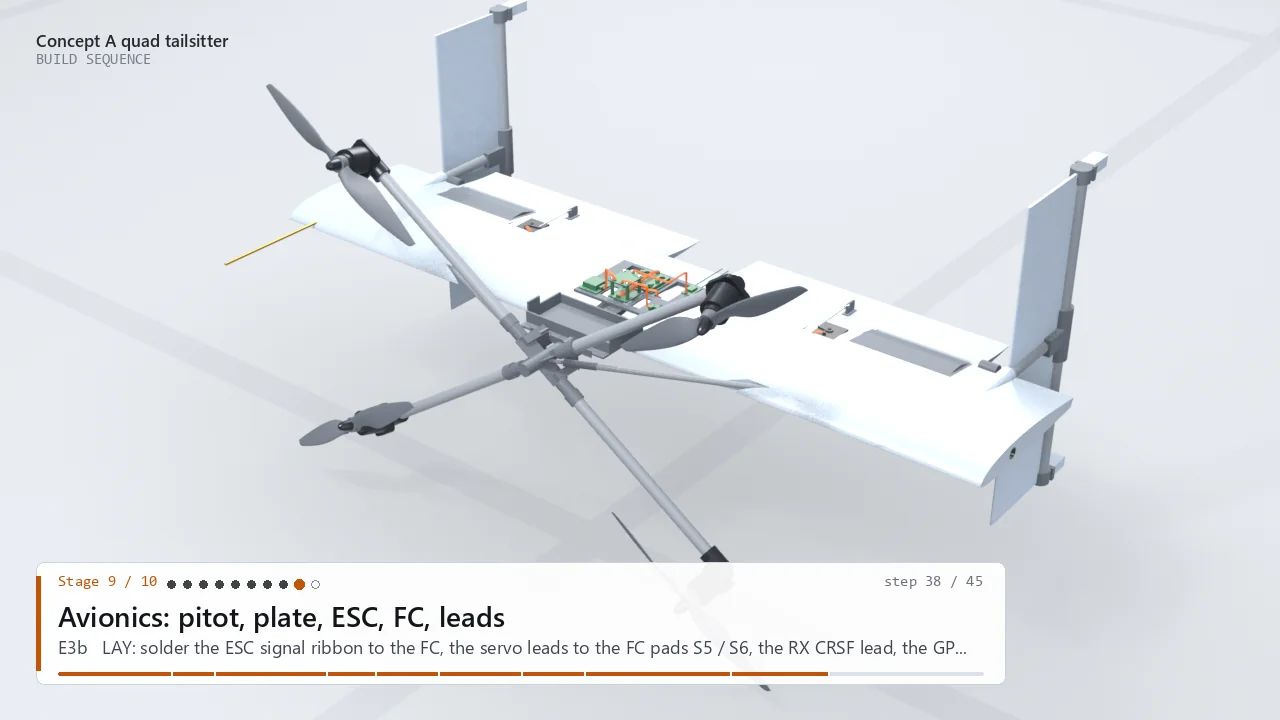 Concept A quad tailsitter
BUILD SEQUENCE
Stage 9 / 10
step 38 / 45
Avionics: pitot, plate, ESC, FC, leads
E3b LAY: solder the ESC signal ribbon to the FC, the servo leads to the FC pads S5 / S6, the RX CRSF lead, the GP...